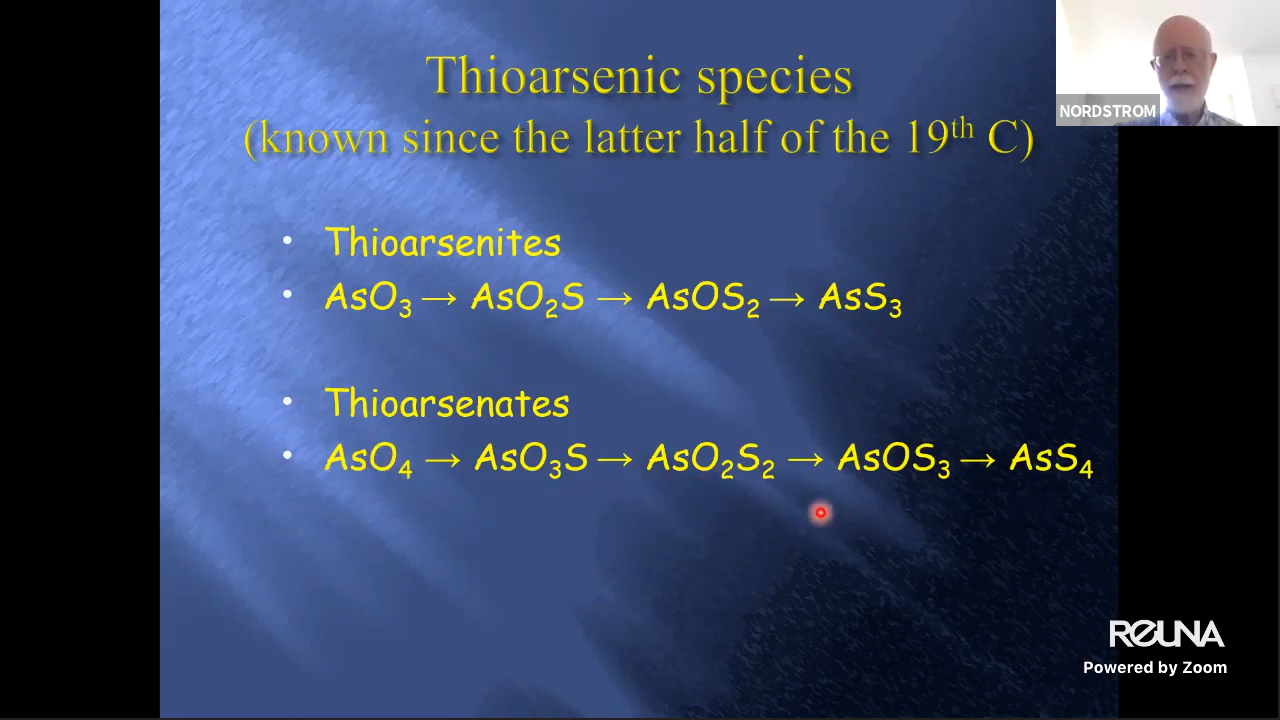 Thioarsenic species
(known since the latter half of the 19th C)
NORDSTROM
• Thioarsenites
• AsO₃ → AsO₂S → AsOS₂ → AsS₃
• Thioarsenates
• AsO₄ → AsO₃S → AsO₂S₂ → AsOS₃ → AsS₄
REUNA
Powered by Zoom